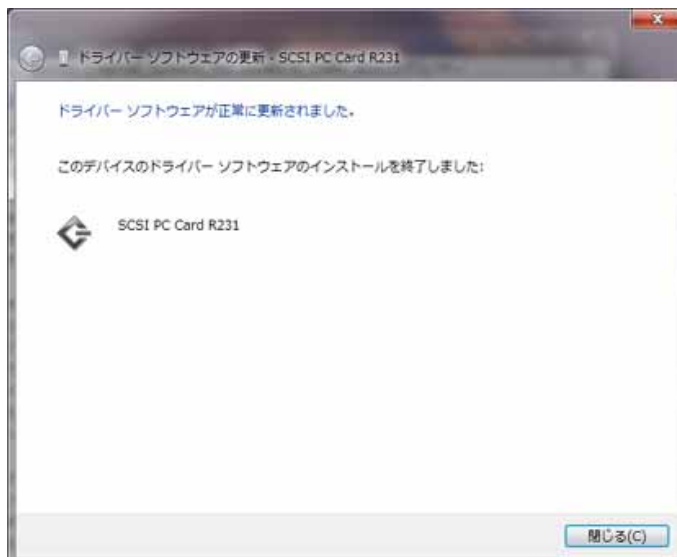 ドライバー ソフトウェアの更新 - SCSI PC Card R231
ドライバー ソフトウェアが正常に更新されました。
このデバイスのドライバー ソフトウェアのインストールを終了しました:
SCSI PC Card R231
閉じる(C)